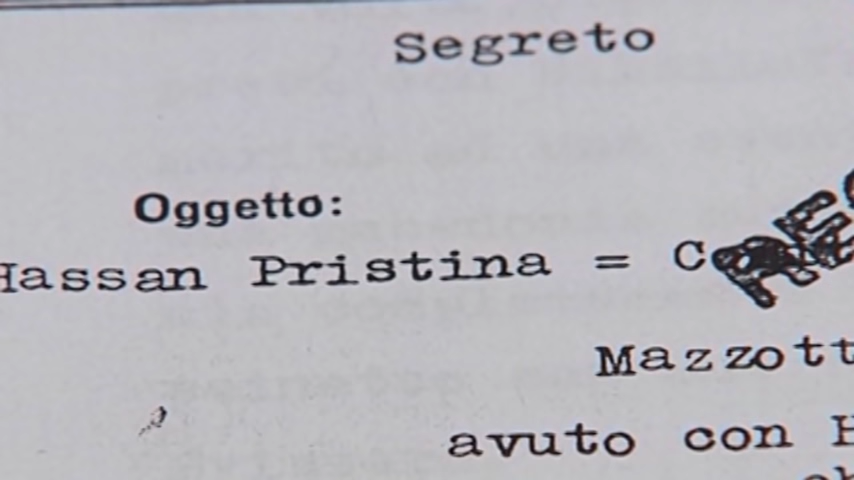 Segreto
Oggetto:
Hassan Pristina =
Mazzott
avuto con